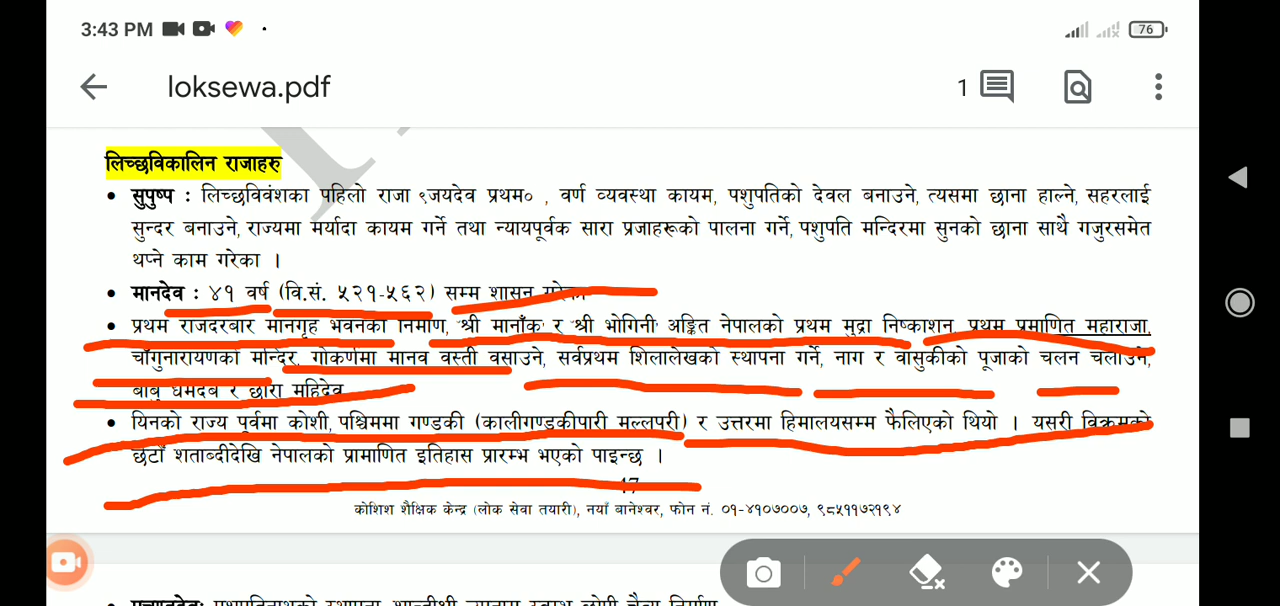 3:43 PM
76
loksewa.pdf
1
लिच्छविकालिन राजाहरु
• सुपुष्प : लिच्छविवंशका पहिलो राजा ९जयदेव प्रथम० , वर्ण व्यवस्था कायम, पशुपतिको देवल बनाउने, त्यसमा छाना हाल्ने, सहरलाई
सुन्दर बनाउने, राज्यमा मर्यादा कायम गर्ने तथा न्यायपूर्वक सारा प्रजाहरूको पालना गर्ने, पशुपति मन्दिरमा सुनको छाना साथै गजुरसमेत
थप्ने काम गरेका ।
• मानदेव : ४१ वर्ष (वि.सं. ५२१-५६२) सम्म शासन गरेका
• प्रथम राजदरबार मानगृह भवनको निर्माण, 'श्री मानाँक' र 'श्री भोगिनी' अङ्कित नेपालको प्रथम मुद्रा निष्काशन, प्रथम प्रमाणित महाराजा,
चाँगुनारायणको मन्दिर, गोकर्णमा मानव वस्ती वसाउने, सर्वप्रथम शिलालेखको स्थापना गर्ने, नाग र वासुकीको पूजाको चलन चलाउने,
बाबु धर्मदेव र छोरा महिदेव
• यिनको राज्य पूर्वमा कोशी, पश्चिममा गण्डकी (कालीगण्डकीपारी मल्लपुरी) र उत्तरमा हिमालयसम्म फैलिएको थियो । यसरी विक्रमको
छैटौँ शताब्दीदेखि नेपालको प्रामाणित इतिहास प्रारम्भ भएको पाइन्छ ।
17
कोशिश शैक्षिक केन्द्र (लोक सेवा तयारी), नयाँ बानेश्वर, फोन नं. ०१-४१०७००७, ९८५११७२१९४